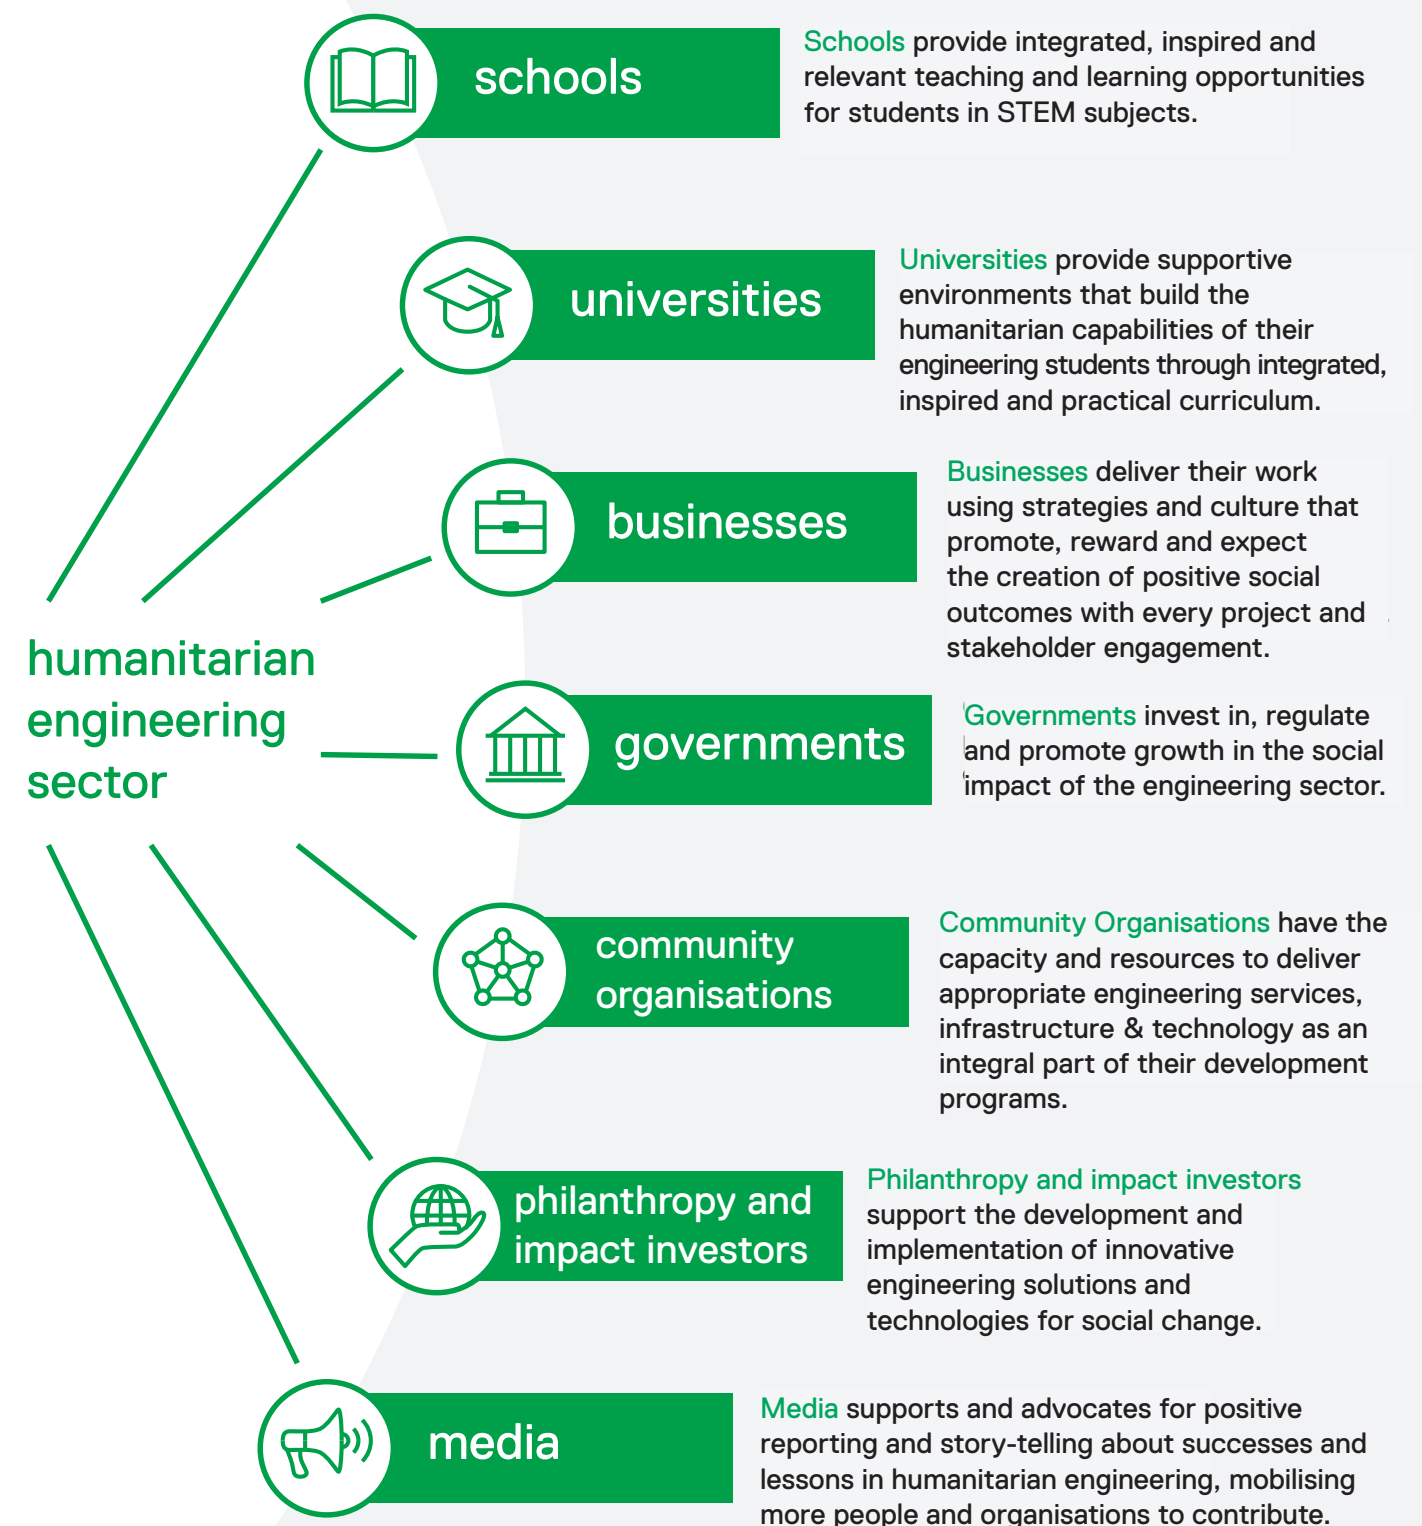 schools
Schools provide integrated, inspired and
relevant teaching and learning opportunities
for students in STEM subjects.
universities
Universities provide supportive
environments that build the
humanitarian capabilities of their
engineering students through integrated,
inspired and practical curriculum.
businesses
Businesses deliver their work
using strategies and culture that
promote, reward and expect
the creation of positive social
outcomes with every project and
stakeholder engagement.
humanitarian
engineering
sector
governments
Governments invest in, regulate
and promote growth in the social
impact of the engineering sector.
community
organisations
Community Organisations have the
capacity and resources to deliver
appropriate engineering services,
infrastructure & technology as an
integral part of their development
programs.
philanthropy and
impact investors
Philanthropy and impact investors
support the development and
implementation of innovative
engineering solutions and
technologies for social change.
media
Media supports and advocates for positive
reporting and story-telling about successes and
lessons in humanitarian engineering, mobilising
more people and organisations to contribute.